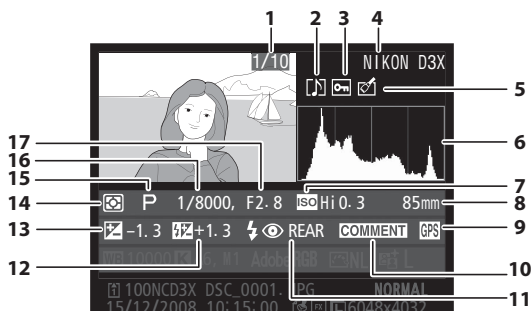 1 2 3 4
1/10
NIKON D3X
5
6
17
16
15
7
14
P 1/8000, F2.8 ISO Hi 0.3 85mm
8
13
–1.3 +1.3 REAR COMMENT GPS
9
12
10
AdobeRGB
11
100NCD3X DSC_0001.JPG NORMAL
15/12/2008 10:15:00 6048x4032